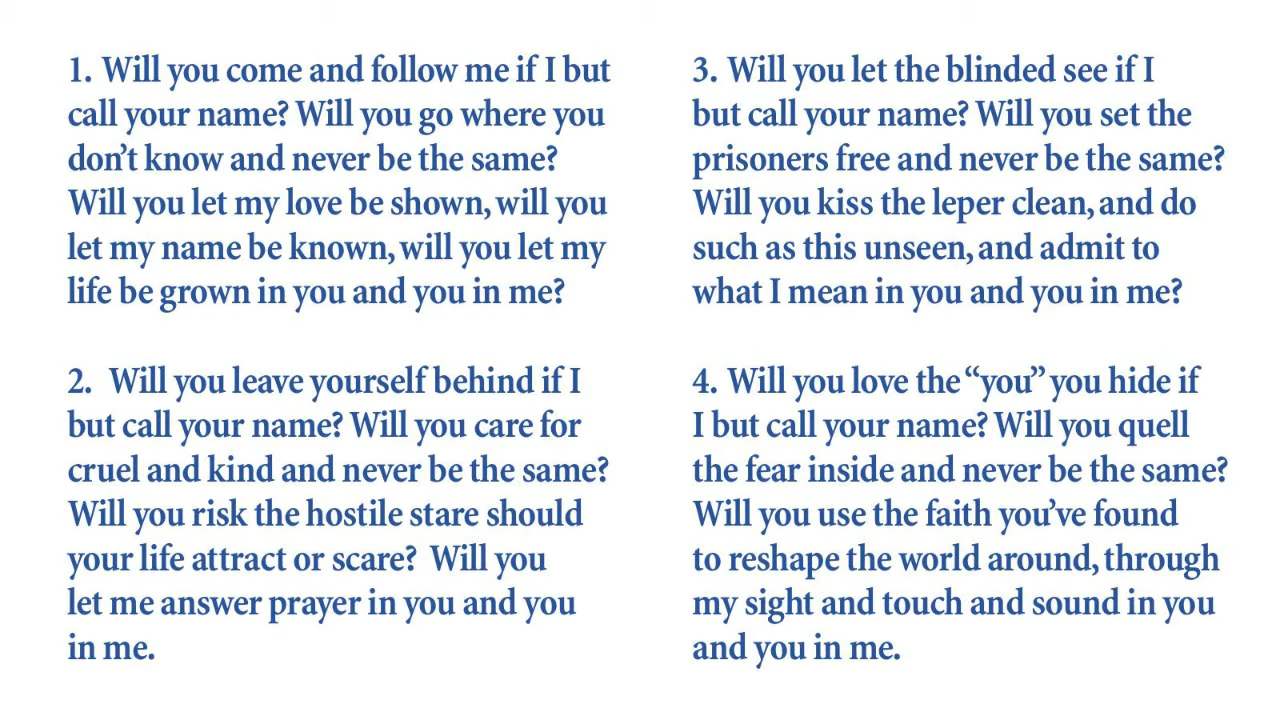 1. Will you come and follow me if I but
call your name? Will you go where you
don’t know and never be the same?
Will you let my love be shown, will you
let my name be known, will you let my
life be grown in you and you in me?
2. Will you leave yourself behind if I
but call your name? Will you care for
cruel and kind and never be the same?
Will you risk the hostile stare should
your life attract or scare? Will you
let me answer prayer in you and you
in me.
3. Will you let the blinded see if I
but call your name? Will you set the
prisoners free and never be the same?
Will you kiss the leper clean, and do
such as this unseen, and admit to
what I mean in you and you in me?
4. Will you love the “you” you hide if
I but call your name? Will you quell
the fear inside and never be the same?
Will you use the faith you’ve found
to reshape the world around, through
my sight and touch and sound in you
and you in me.